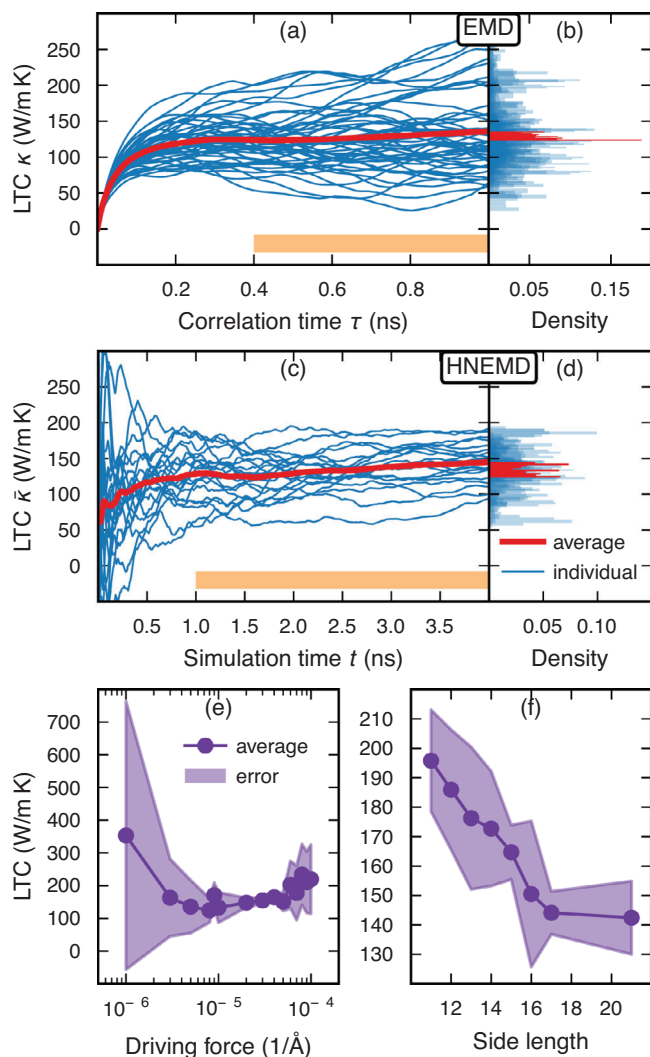 (a) EMD (b)
250
200
150
100
50
0
LTC κ (W/m K)
0.2 0.4 0.6 0.8 0.05 0.15
Correlation time τ (ns) Density
(c) HNEMD (d)
250
200
150
100
50
0
LTC κ̄ (W/m K)
average
individual
0.5 1.0 1.5 2.0 2.5 3.0 3.5 0.05 0.10
Simulation time t (ns) Density
(e)
700
600
500
400
300
200
100
0
LTC (W/m K)
average
error
10⁻⁶ 10⁻⁵ 10⁻⁴
Driving force (1/Å)
(f)
210
200
190
180
170
160
150
140
130
12 14 16 18 20
Side length